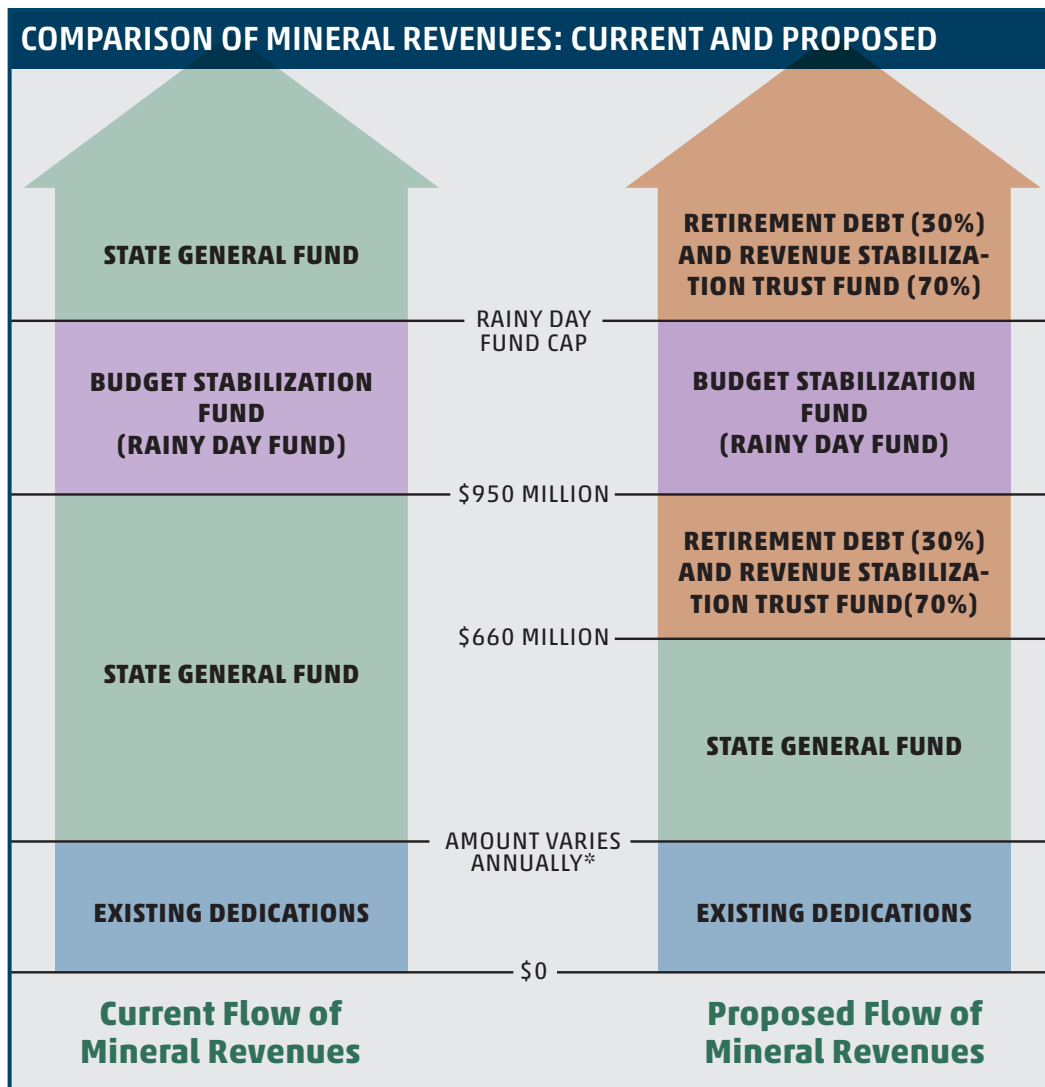 COMPARISON OF MINERAL REVENUES: CURRENT AND PROPOSED
STATE GENERAL FUND
RETIREMENT DEBT (30%)
AND REVENUE STABILIZA-
TION TRUST FUND (70%)
RAINY DAY
FUND CAP
BUDGET STABILIZATION
FUND
(RAINY DAY FUND)
BUDGET STABILIZATION
FUND
(RAINY DAY FUND)
$950 MILLION
RETIREMENT DEBT (30%)
AND REVENUE STABILIZA-
TION TRUST FUND(70%)
$660 MILLION
STATE GENERAL FUND
STATE GENERAL FUND
AMOUNT VARIES
ANNUALLY*
EXISTING DEDICATIONS
EXISTING DEDICATIONS
$0
Current Flow of
Mineral Revenues
Proposed Flow of
Mineral Revenues